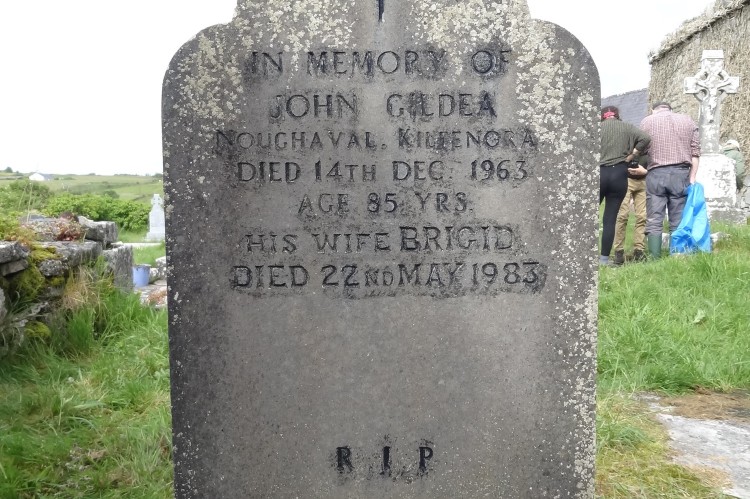 IN MEMORY OF
JOHN GILDEA
NOUGHAVAL, KILFENORA
DIED 14TH DEC. 1963
AGE 85 YRS.
HIS WIFE BRIGID
DIED 22ND MAY 1983
R I P